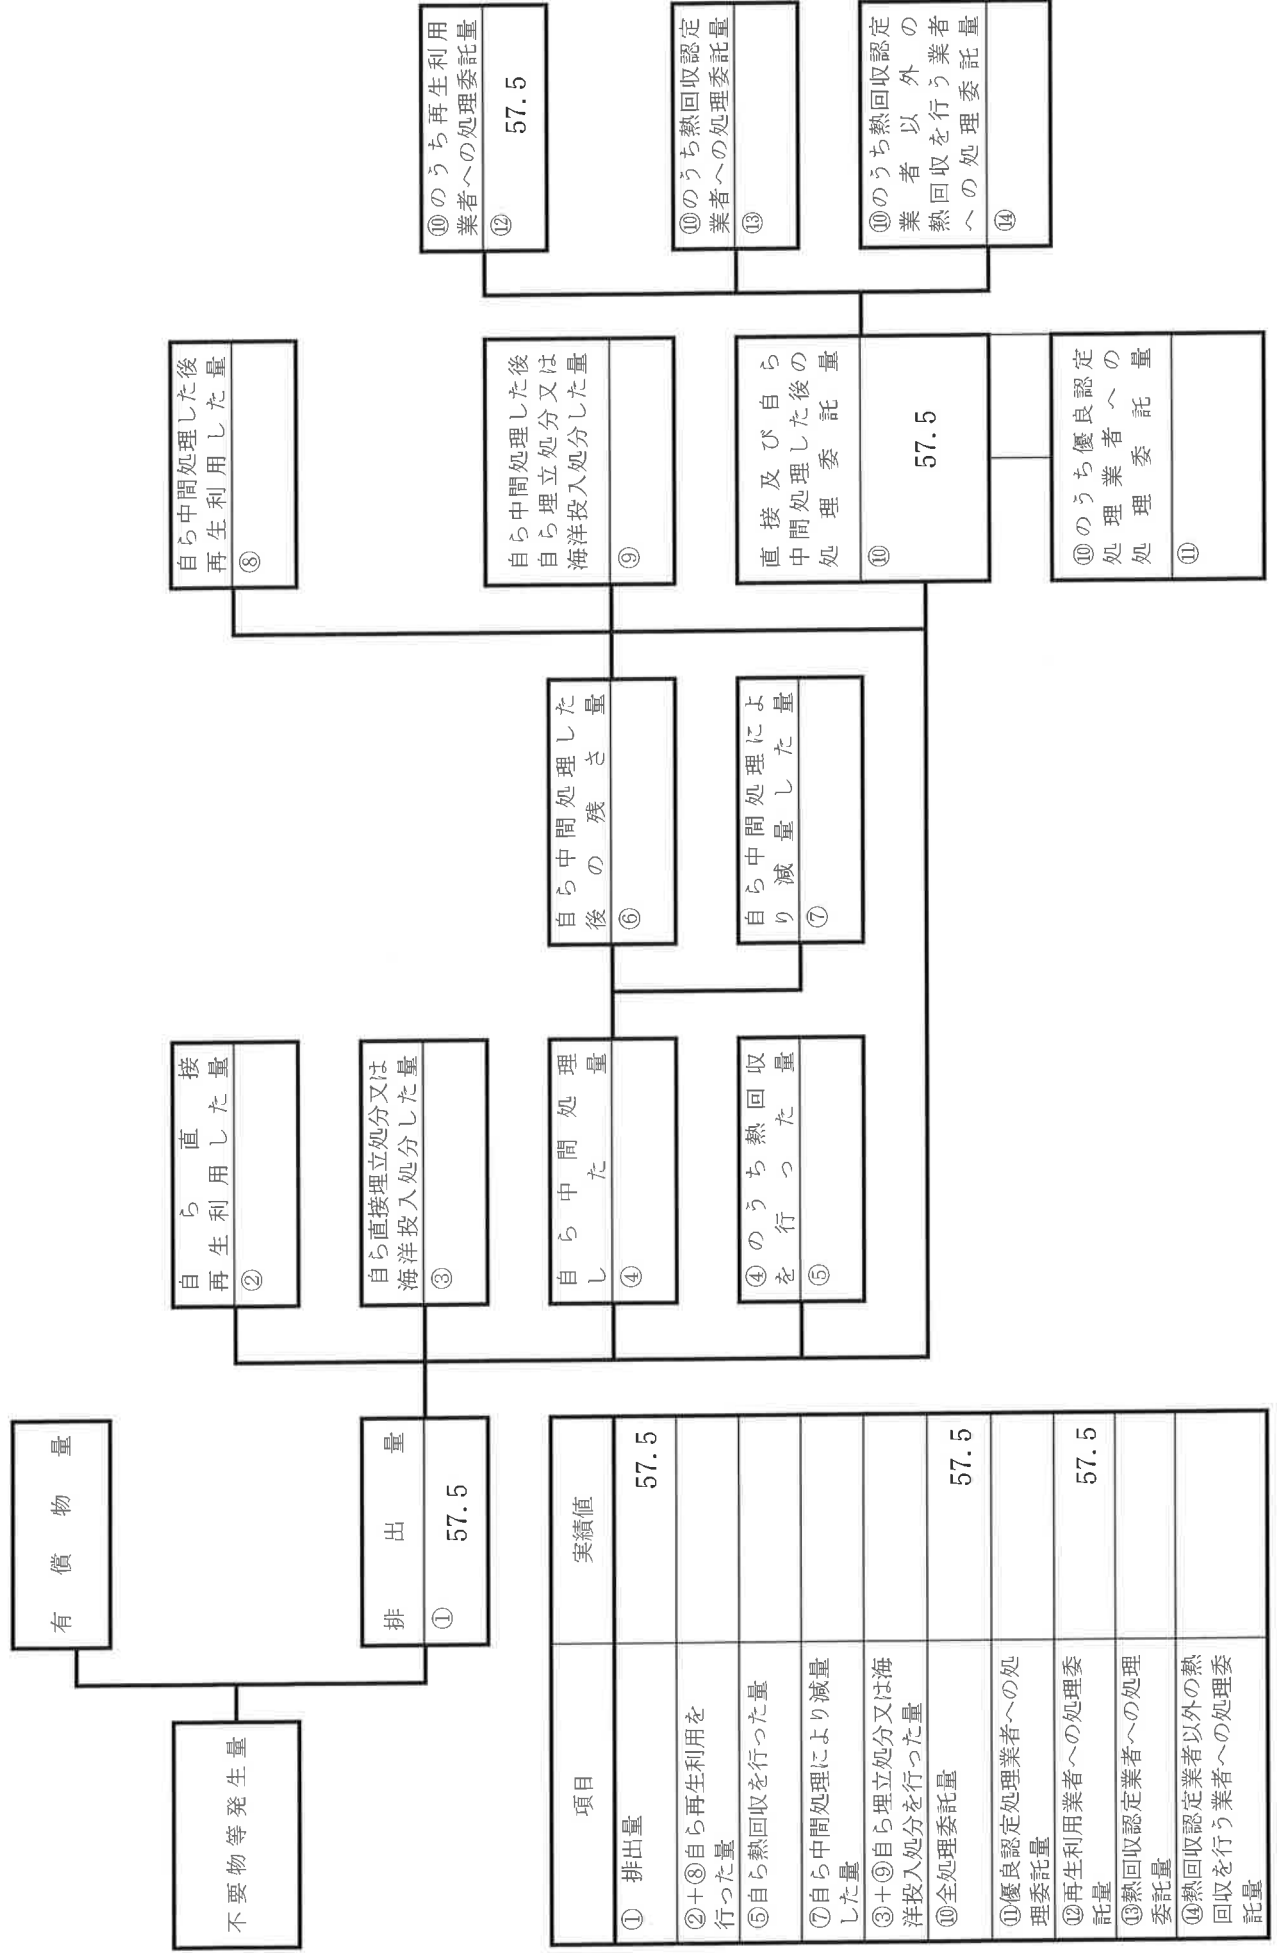 有償物量
不要物等発生量
排出量
①
57.5
自ら直接
再生利用した量
②
自ら直接埋立処分又は
海洋投入処分した量
③
自ら中間処理
した量
④
④のうち熱回収
を行った量
⑤
自ら中間処理した
後の残さ量
⑥
自ら中間処理によ
り減量した量
⑦
自ら中間処理した後
再生利用した量
⑧
自ら中間処理した後
自ら埋立処分又は
海洋投入処分した量
⑨
直接及び自ら
中間処理した後の
処理委託量
⑩
57.5
⑩のうち優良認定
処理業者への
処理委託量
⑪
⑩のうち再生利用
業者への処理委託量
⑫
57.5
⑩のうち熱回収認定
業者への処理委託量
⑬
⑩のうち熱回収認定
業者以外の
熱回収を行う業者
への処理委託量
⑭
項目 実績値
① 排出量 57.5
②+⑧自ら再生利用を
行った量
⑤自ら熱回収を行った量
⑦自ら中間処理により減量
した量
③+⑨自ら埋立処分又は海
洋投入処分を行った量
⑩全処理委託量 57.5
⑪優良認定処理業者への処
理委託量
⑫再生利用業者への処理委
託量 57.5
⑬熱回収認定業者への処理
委託量
⑭熱回収認定業者以外の熱
回収を行う業者への処理委
託量